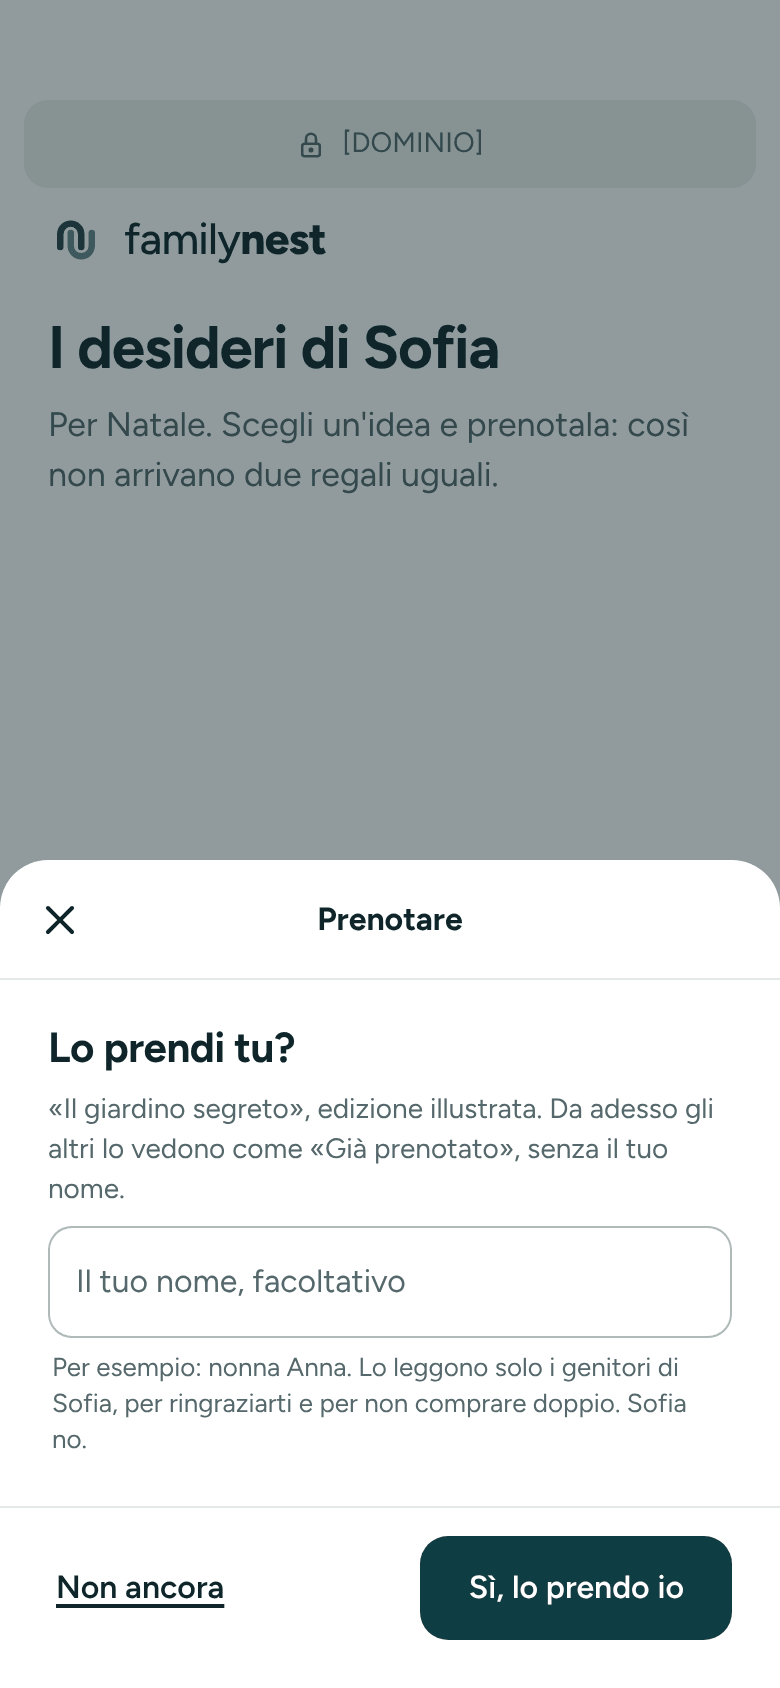 [DOMINIO]
familynest
I desideri di Sofia
Per Natale. Scegli un'idea e prenotala: così
non arrivano due regali uguali.
Prenotare
Lo prendi tu?
«Il giardino segreto», edizione illustrata. Da adesso gli
altri lo vedono come «Già prenotato», senza il tuo
nome.
Il tuo nome, facoltativo
Per esempio: nonna Anna. Lo leggono solo i genitori di
Sofia, per ringraziarti e per non comprare doppio. Sofia
no.
Non ancora
Sì, lo prendo io